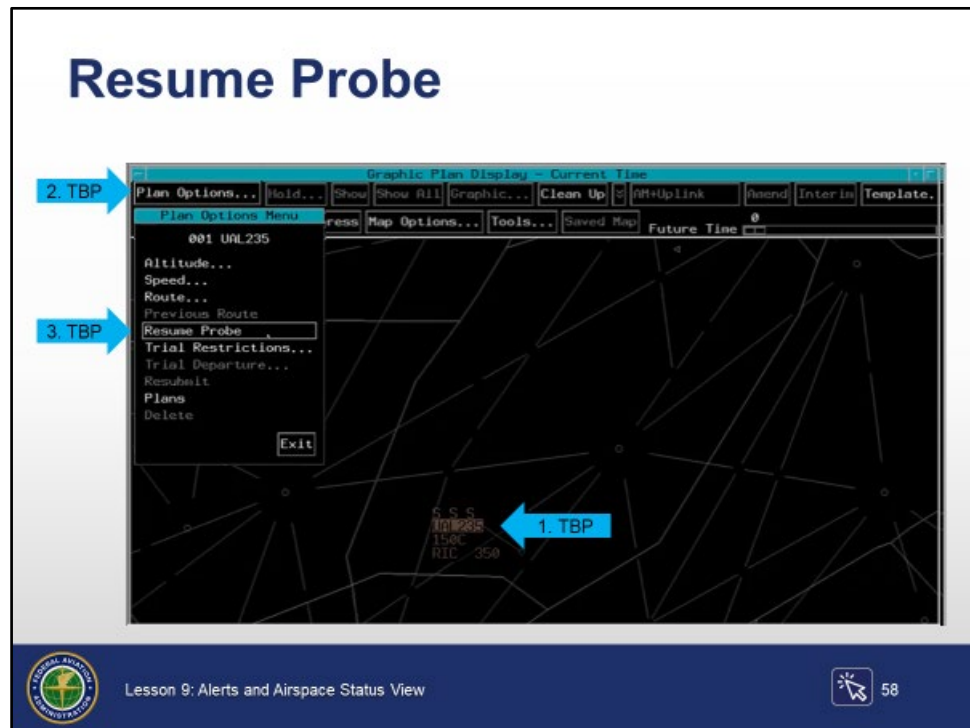 Resume Probe
Graphic Plan Display - Current Time
2. TBP
Plan Options... Hold... Show Show All Graphic... Clean Up AM+Uplink Amend Interim Template.
Plan Options Menu
ress Map Options... Tools... Saved Map Future Time 0
001 UAL235
Altitude...
Speed...
Route...
Previous Route
3. TBP
Resume Probe
Trial Restrictions...
Trial Departure...
Resubmit
Plans
Delete
Exit
S S S
UAL235
1. TBP
150C
RIC 350
FEDERAL AVIATION
ADMINISTRATION
Lesson 9: Alerts and Airspace Status View
58